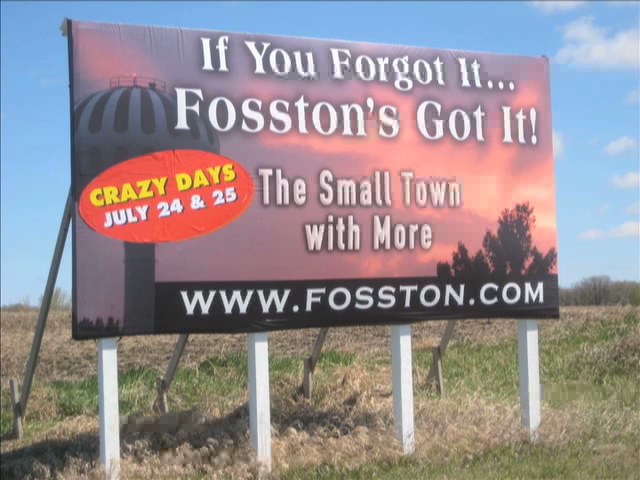 If You Forgot It...
Fosston's Got It!
CRAZY DAYS
JULY 24 & 25
The Small Town
with More
WWW.FOSSTON.COM